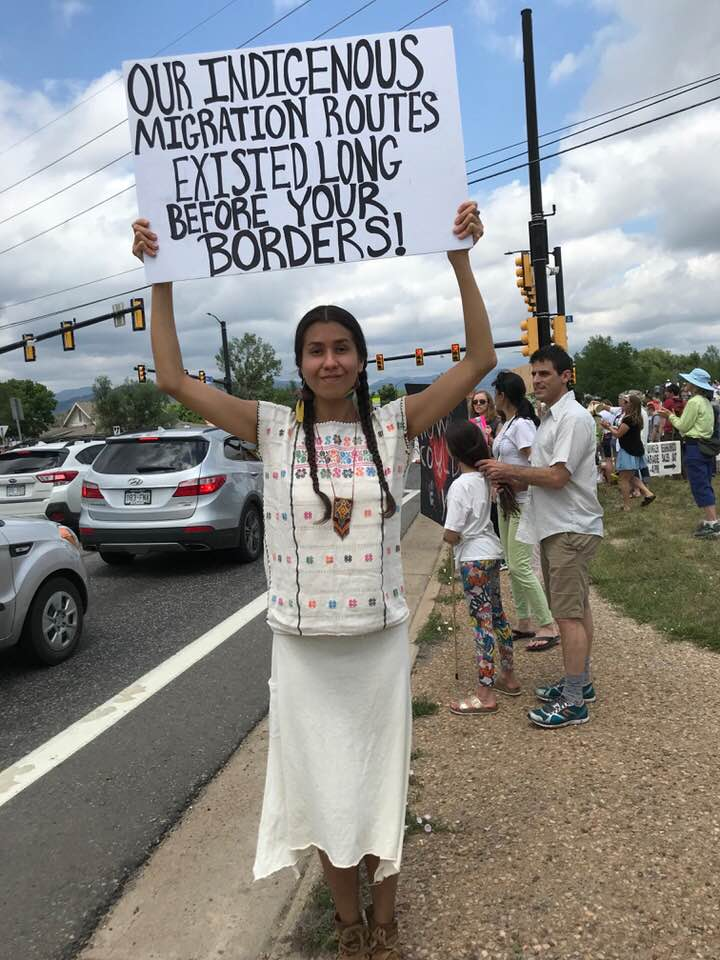 OUR INDIGENOUS
MIGRATION ROUTES
EXISTED LONG
BEFORE YOUR
BORDERS!